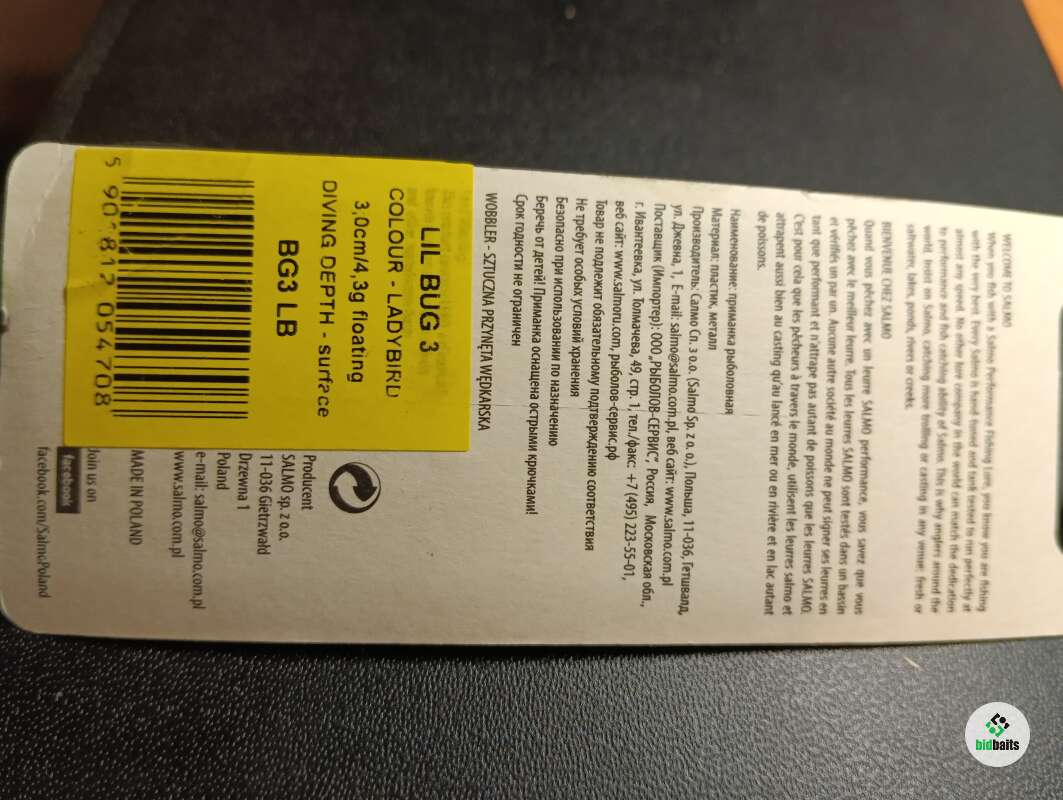 WELCOME TO SALMO
When you fish with a Salmo Performance Fishing Lure, you know you are fishing
with the very best. Every Salmo is hand tuned and tank tested to run perfectly at
almost any speed. No other lure company in the world can match the dedication
to performance and fish catching ability of Salmo. This is why anglers around the
world. Insist on Salmo, catching more trolling or casting in any venue: fresh or
saltwater, lakes, ponds, rivers or creeks.
BIENVENUE CHEZ SALMO
Quand vous pêchez avec un leurre SALMO performance, vous savez que vous
pêchez avec le meilleur leurre. Tous les leurres SALMO sont testés dans un bassin
et vérifiés un par un. Aucune autre société au monde ne peut signer ses leurres en
tant que performant et n'attrape pas autant de poissons que les leurres SALMO.
C'est pour cela que les pêcheurs à travers le monde, utilisent les leurres salmo et
attrapent aussi bien au casting qu'au lancé en mer ou en rivière et en lac autant
de poissons.
Наименование: приманка рыболовная
Материал: пластик, металл
Производитель: Салмо Сп. з о.о. (Salmo Sp. z o. o.), Польша, 11-036, Гетшвалд,
ул. Джевна, 1, E-mail: salmo@salmo.com.pl, веб сайт: www.salmo.com.pl
Поставщик (Импортер): ООО „РЫБОЛОВ-СЕРВИС", Россия, Московская обл.,
г. Ивантеевка, ул. Толмачева, 49, стр. 1, тел./факс: +7 (495) 223-55-01,
веб сайт: www.salmoru.com, рыболов-сервис.рф
Товар не подлежит обязательному подтверждению соответствия
Не требует особых условий хранения
Безопасно при использовании по назначению
Беречь от детей! Приманка оснащена острыми крючками!
Срок годности не ограничен
WOBBLER - SZTUCZNA PRZYNĘTA WĘDKARSKA
LIL BUG 3
COLOUR - LADYBIRD
3,0cm/4,3g floating
DIVING DEPTH - surface
BG3 LB
5 901812 054708
Producent
SALMO sp. z o.o.
11-036 Gietrzwałd
Drzewna 1
Poland
e-mail: salmo@salmo.com.pl
www.salmo.com.pl
MADE IN POLAND
Join us on
facebook
facebook.com/SalmoPoland
bidbaits